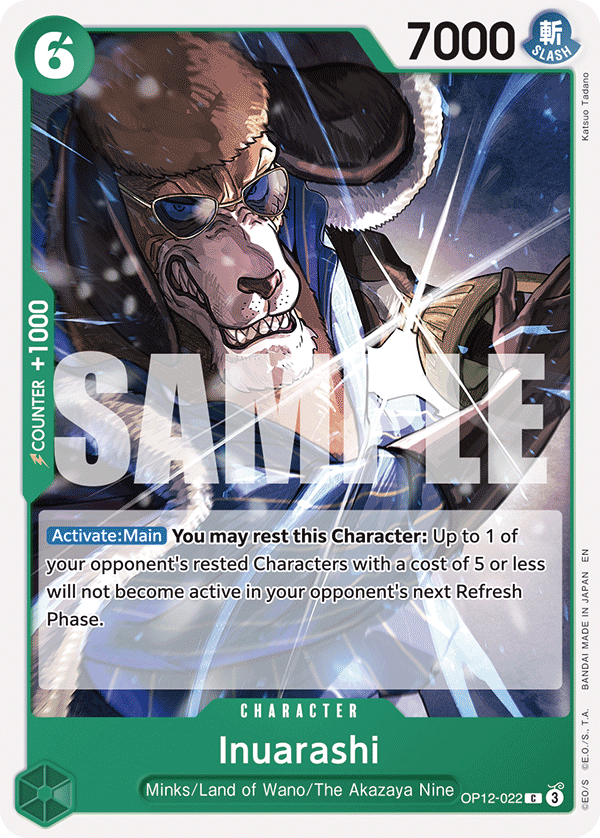 6
7000
斬
SLASH
Katsuo Tadano
COUNTER +1000
SAMPLE
Activate:Main You may rest this Character: Up to 1 of
your opponent's rested Characters with a cost of 5 or less
will not become active in your opponent's next Refresh
Phase.
©EO/S ©E.O./S., T.A. BANDAI MADE IN JAPAN EN
CHARACTER
Inuarashi
Minks/Land of Wano/The Akazaya Nine
OP12-022 C 3